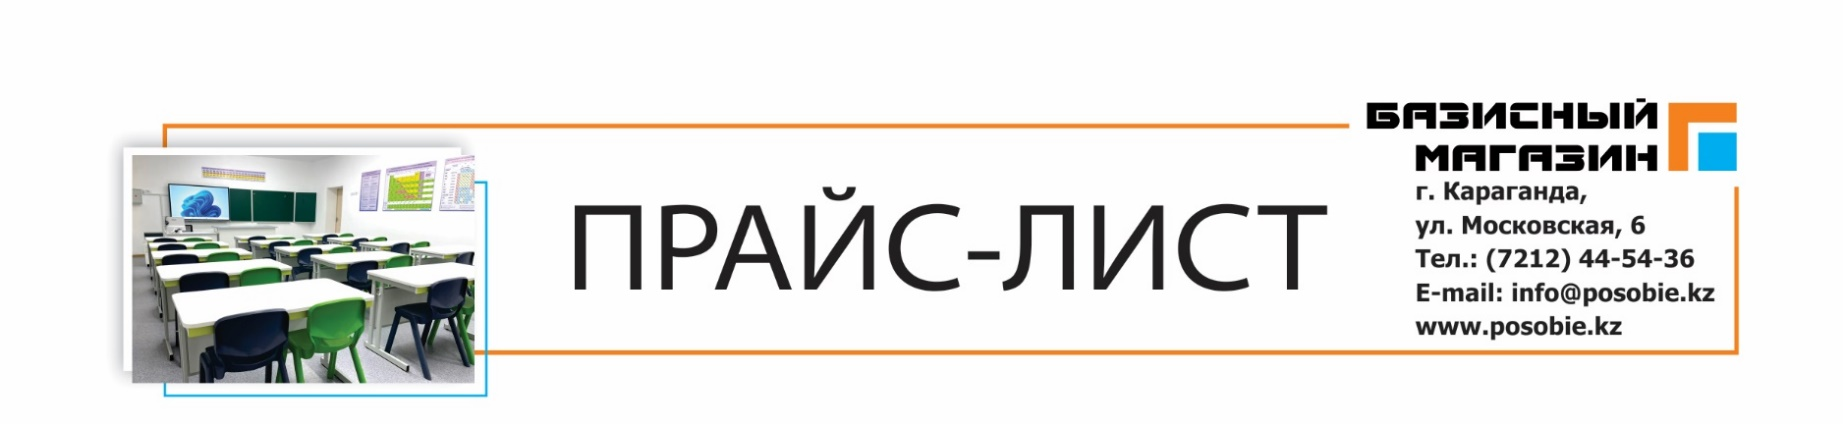 ПРАЙС-ЛИСТ
БАЗИСНЫЙ
МАГАЗИН
г. Караганда,
ул. Московская, 6
Тел.: (7212) 44-54-36
E-mail: info@posobie.kz
www.posobie.kz